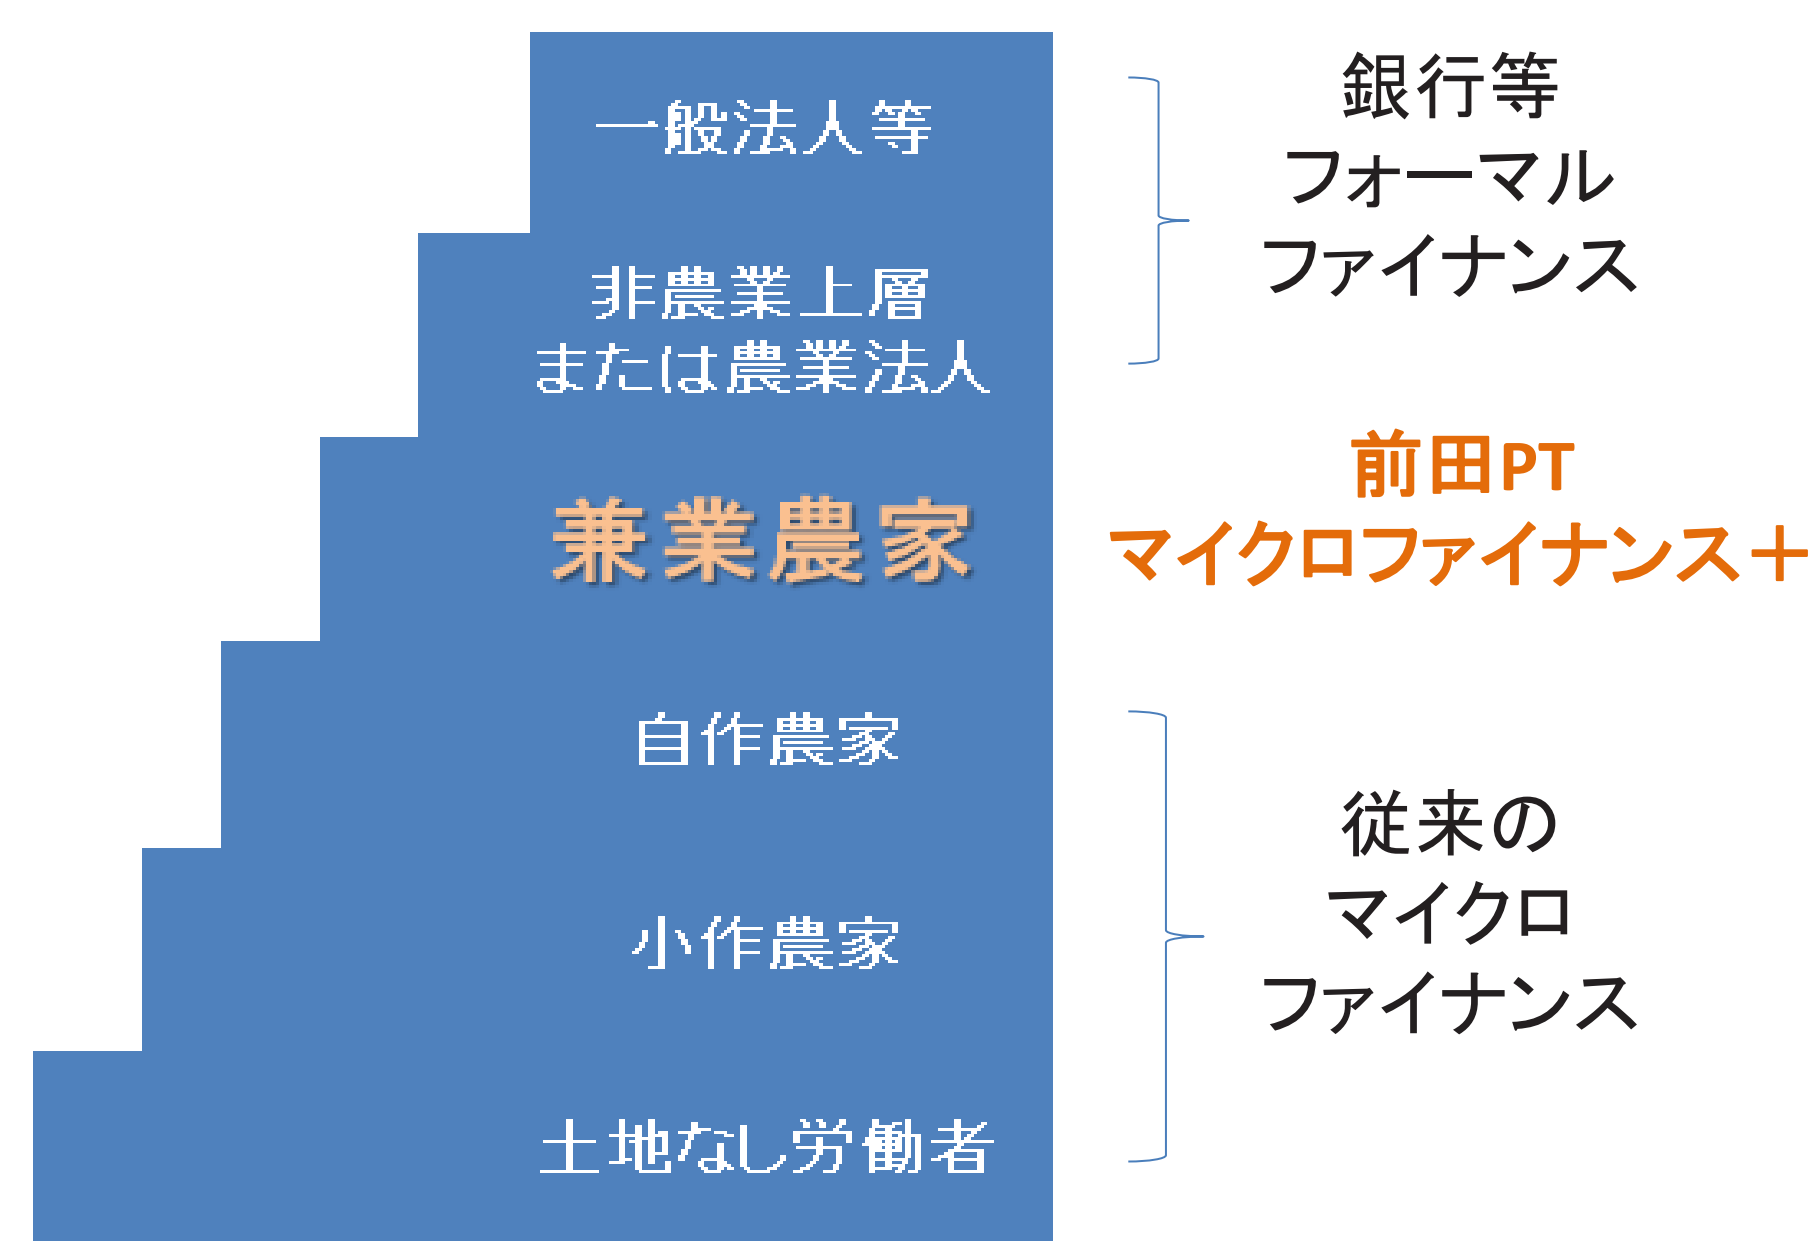 一般法人等
非農業上層
または農業法人
兼業農家
自作農家
小作農家
土地なし労働者
銀行等
フォーマル
ファイナンス
前田PT
マイクロファイナンス＋
従来の
マイクロ
ファイナンス